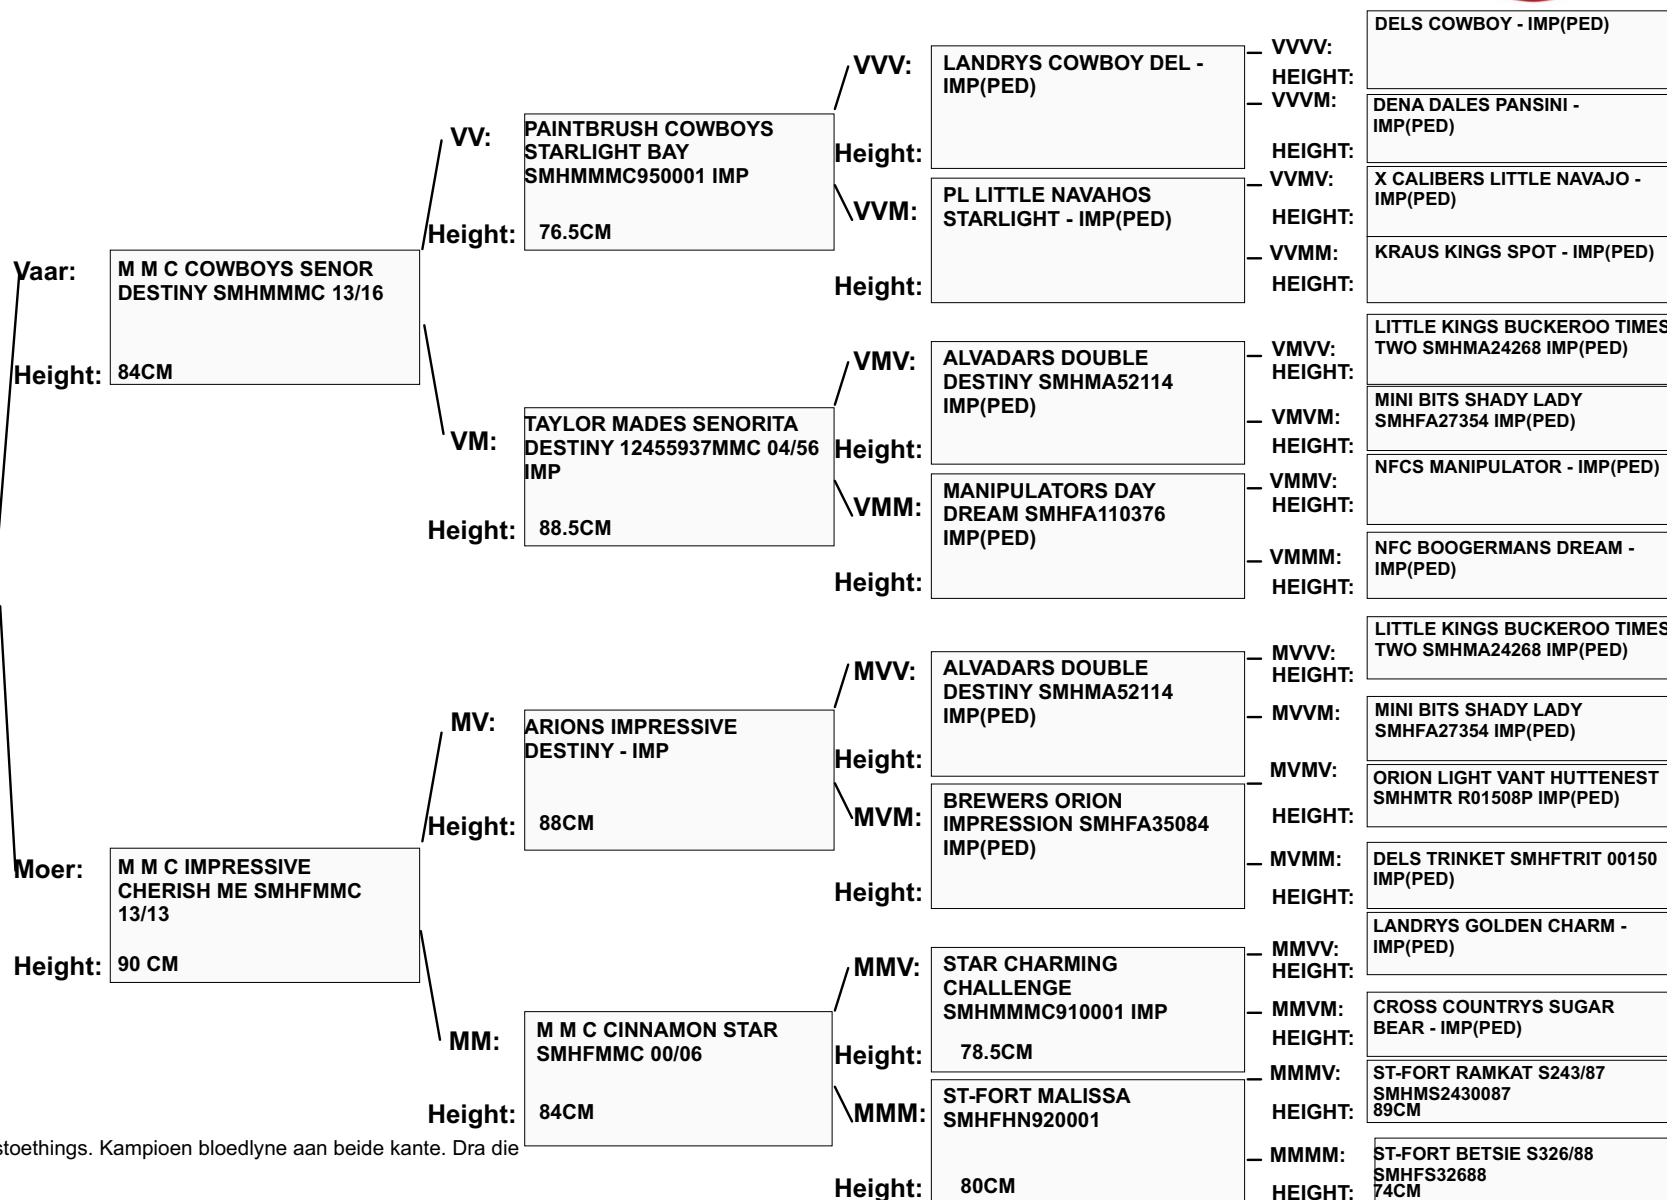 Vaar:
M M C COWBOYS SENOR
DESTINY SMHMMMC 13/16
Height:
84CM
Moer:
M M C IMPRESSIVE
CHERISH ME SMHFMMC
13/13
Height:
90 CM
VV:
PAINTBRUSH COWBOYS
STARLIGHT BAY
SMHMMMC950001 IMP
Height:
76.5CM
VM:
TAYLOR MADES SENORITA
DESTINY 12455937MMC 04/56
IMP
Height:
88.5CM
MV:
ARIONS IMPRESSIVE
DESTINY - IMP
Height:
88CM
MM:
M M C CINNAMON STAR
SMHFMMC 00/06
Height:
84CM
VVV:
LANDRYS COWBOY DEL -
IMP(PED)
Height:
VVM:
PL LITTLE NAVAHOS
STARLIGHT - IMP(PED)
Height:
VMV:
ALVADARS DOUBLE
DESTINY SMHMA52114
IMP(PED)
Height:
VMM:
MANIPULATORS DAY
DREAM SMHFA110376
IMP(PED)
Height:
MVV:
ALVADARS DOUBLE
DESTINY SMHMA52114
IMP(PED)
Height:
MVM:
BREWERS ORION
IMPRESSION SMHFA35084
IMP(PED)
Height:
MMV:
STAR CHARMING
CHALLENGE
SMHMMMC910001 IMP
Height:
78.5CM
MMM:
ST-FORT MALISSA
SMHFHN920001
Height:
80CM
VVVV:
DELS COWBOY - IMP(PED)
HEIGHT:
VVVM:
DENA DALES PANSINI -
IMP(PED)
HEIGHT:
VVMV:
X CALIBERS LITTLE NAVAJO -
IMP(PED)
HEIGHT:
VVMM:
KRAUS KINGS SPOT - IMP(PED)
HEIGHT:
VMVV:
LITTLE KINGS BUCKEROO TIMES
TWO SMHMA24268 IMP(PED)
HEIGHT:
VMVM:
MINI BITS SHADY LADY
SMHFA27354 IMP(PED)
HEIGHT:
VMMV:
NFCS MANIPULATOR - IMP(PED)
HEIGHT:
VMMM:
NFC BOOGERMANS DREAM -
IMP(PED)
HEIGHT:
MVVV:
LITTLE KINGS BUCKEROO TIMES
TWO SMHMA24268 IMP(PED)
HEIGHT:
MVVM:
MINI BITS SHADY LADY
SMHFA27354 IMP(PED)
MVMV:
ORION LIGHT VANT HUTTENEST
SMHMTR R01508P IMP(PED)
HEIGHT:
MVMM:
DELS TRINKET SMHFTRIT 00150
IMP(PED)
HEIGHT:
MMVV:
LANDRYS GOLDEN CHARM -
IMP(PED)
HEIGHT:
MMVM:
CROSS COUNTRYS SUGAR
BEAR - IMP(PED)
HEIGHT:
MMMV:
ST-FORT RAMKAT S243/87
SMHMS2430087
HEIGHT:
89CM
MMMM:
ST-FORT BETSIE S326/88
SMHFS32688
HEIGHT:
74CM
stoethings. Kampioen bloedlyne aan beide kante. Dra die